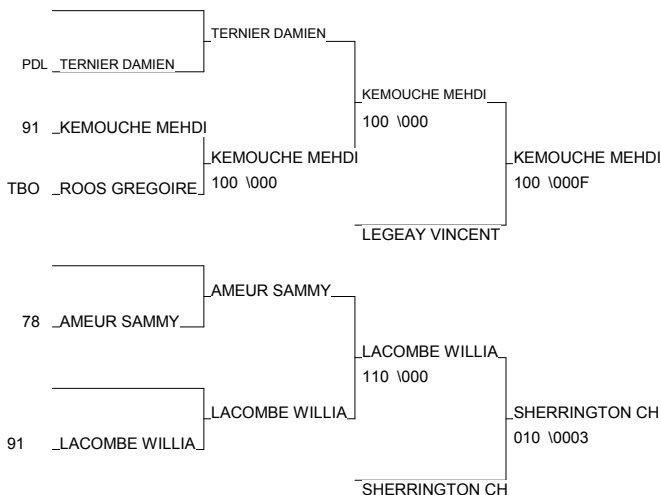 TERNIER DAMIEN
PDL TERNIER DAMIEN
KEMOUCHE MEHDI
100 \000
91 KEMOUCHE MEHDI
KEMOUCHE MEHDI
100 \000
KEMOUCHE MEHDI
100 \000F
TBO ROOS GREGOIRE
LEGEAY VINCENT
AMEUR SAMMY
78 AMEUR SAMMY
LACOMBE WILLIA
110 \000
LACOMBE WILLIA
SHERRINGTON CH
010 \0003
91 LACOMBE WILLIA
SHERRINGTON CH